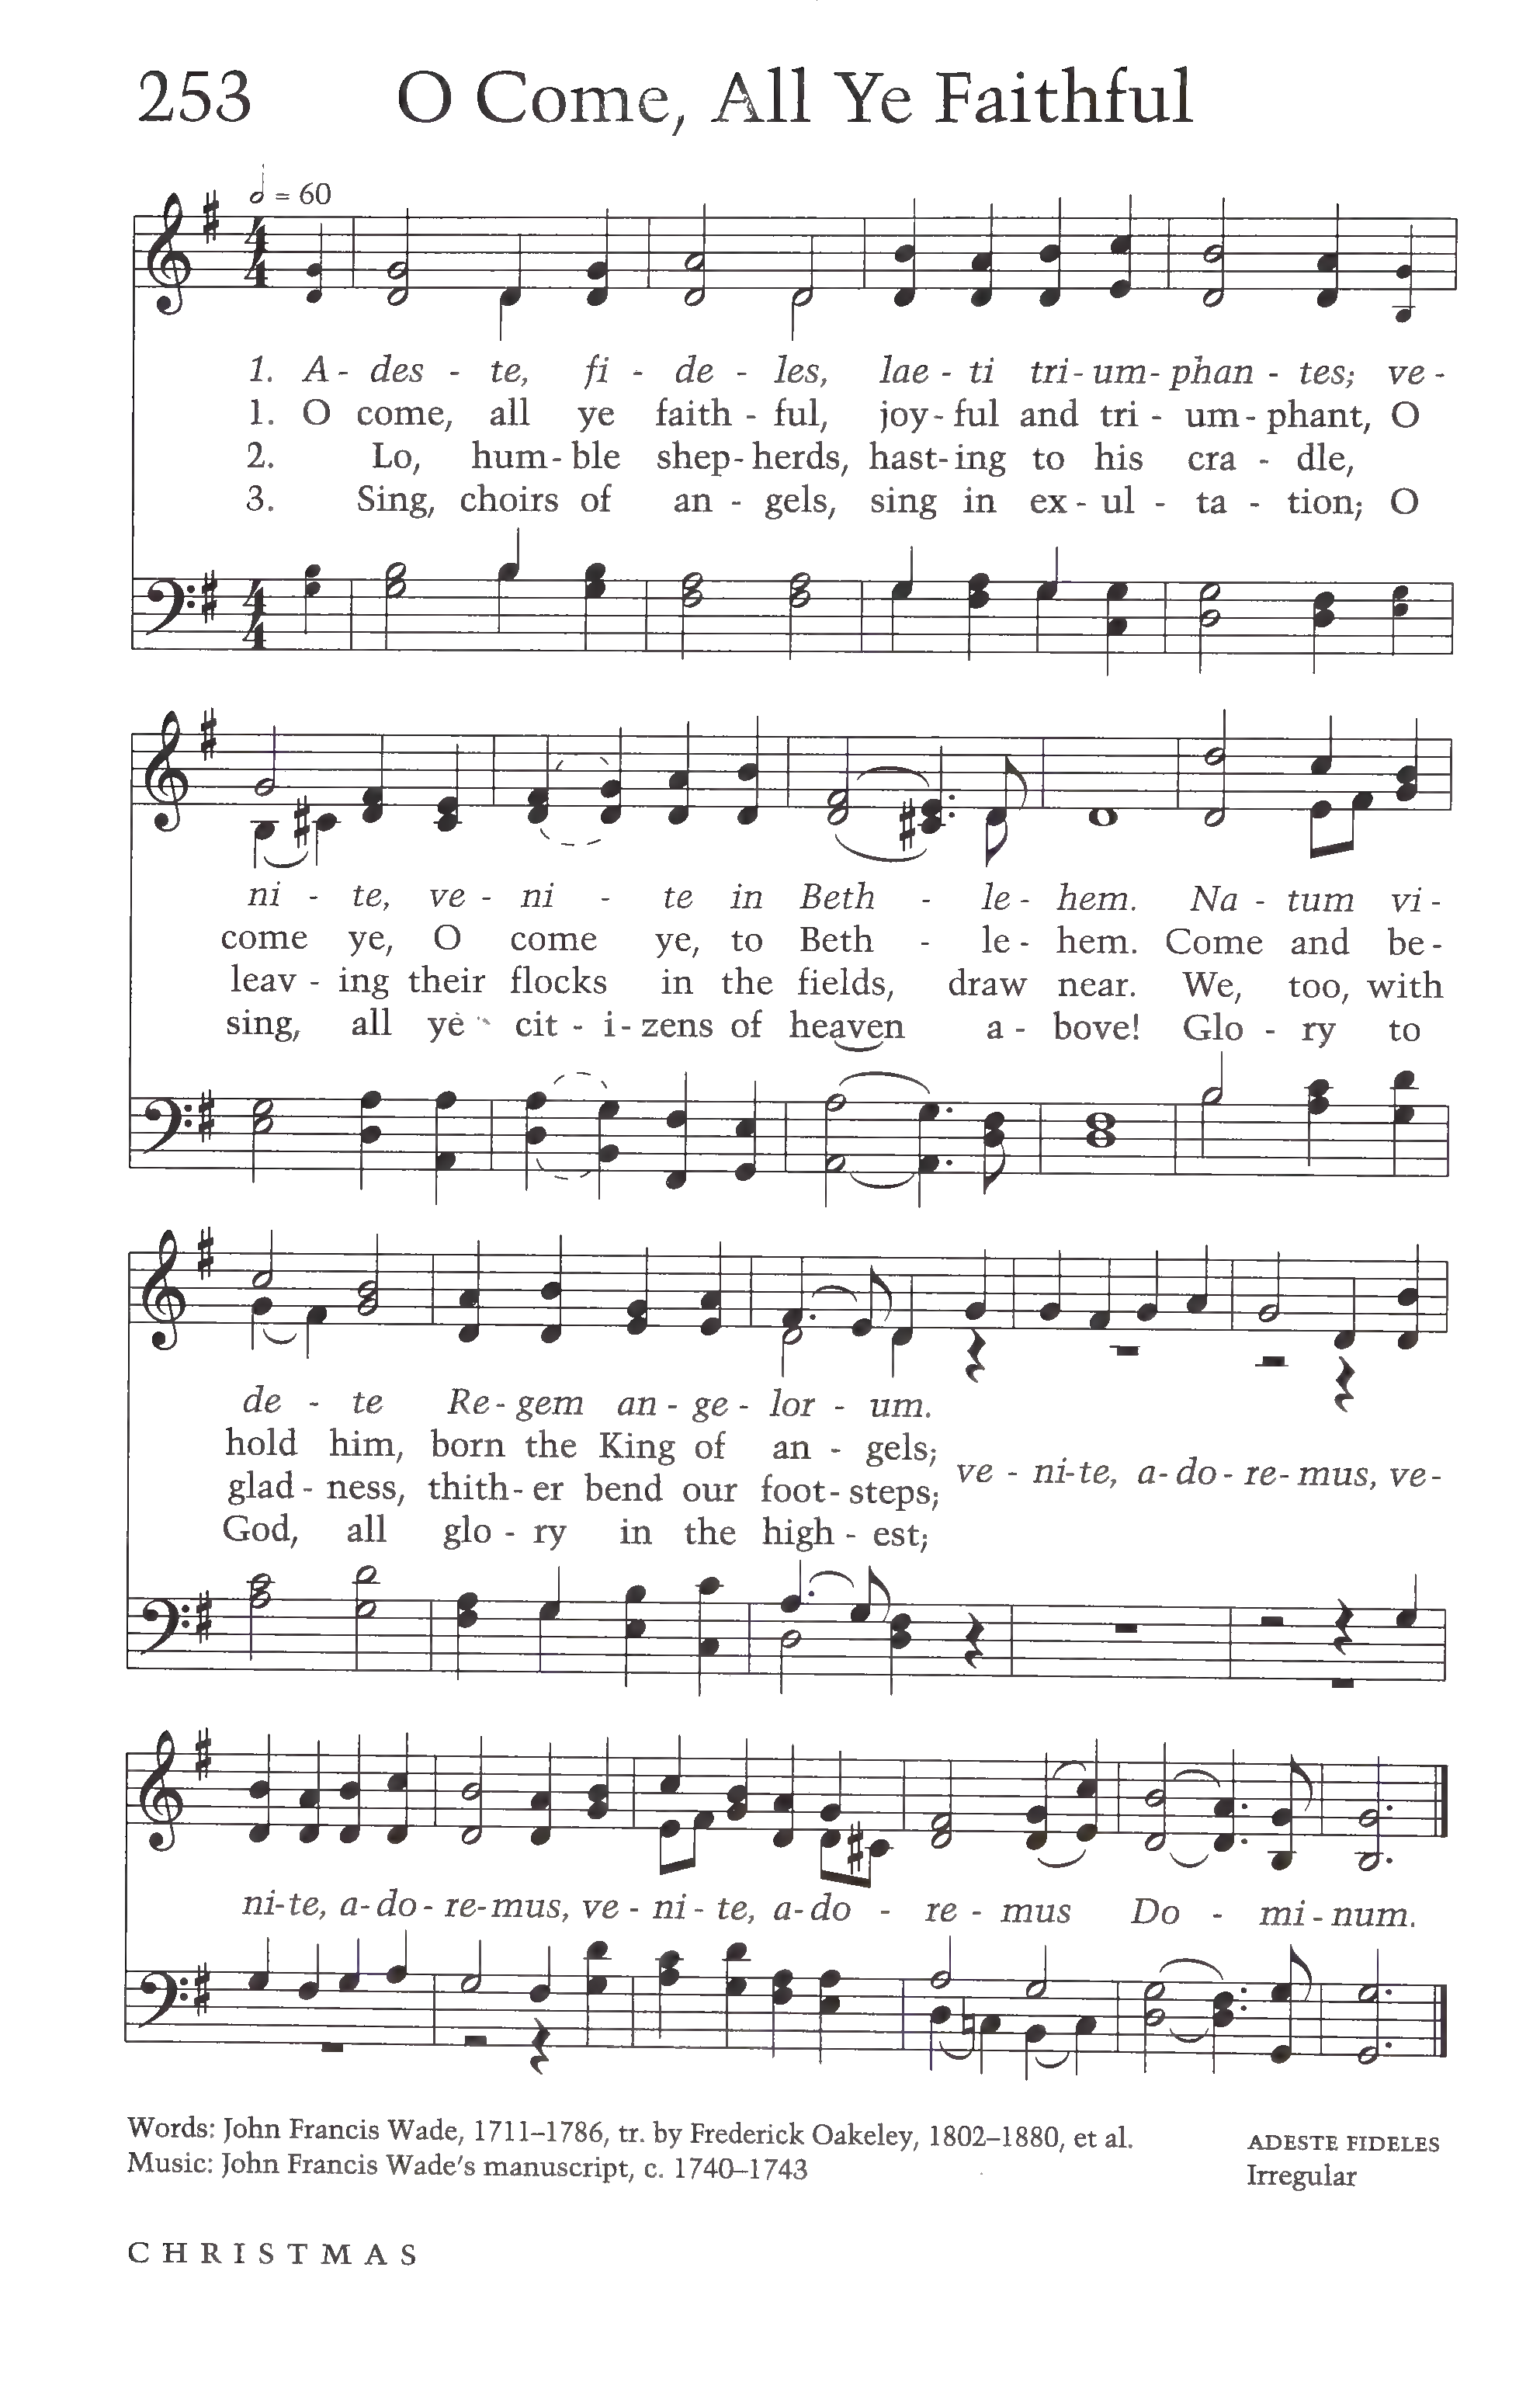 253 O Come, All Ye Faithful
= 60
1. A - des - te, fi - de - les, lae - ti tri - um - phan - tes; ve -
1. O come, all ye faith - ful, joy - ful and tri - um - phant, O
2. Lo, hum - ble shep - herds, hast - ing to his cra - dle,
3. Sing, choirs of an - gels, sing in ex - ul - ta - tion; O
ni - te, ve - ni - te in Beth - le - hem. Na - tum vi -
come ye, O come ye, to Beth - le - hem. Come and be -
leav - ing their flocks in the fields, draw near. We, too, with
sing, all ye cit - i - zens of heaven a - bove! Glo - ry to
de - te Re - gem an - ge - lor - um.
hold him, born the King of an - gels;
ve - ni - te, a - do - re - mus, ve -
glad - ness, thith - er bend our foot - steps;
God, all glo - ry in the high - est;
ni - te, a - do - re - mus, ve - ni - te, a - do - re - mus Do - mi - num.
Words: John Francis Wade, 1711–1786, tr. by Frederick Oakeley, 1802–1880, et al.
Music: John Francis Wade's manuscript, c. 1740–1743
ADESTE FIDELES
Irregular
CHRISTMAS